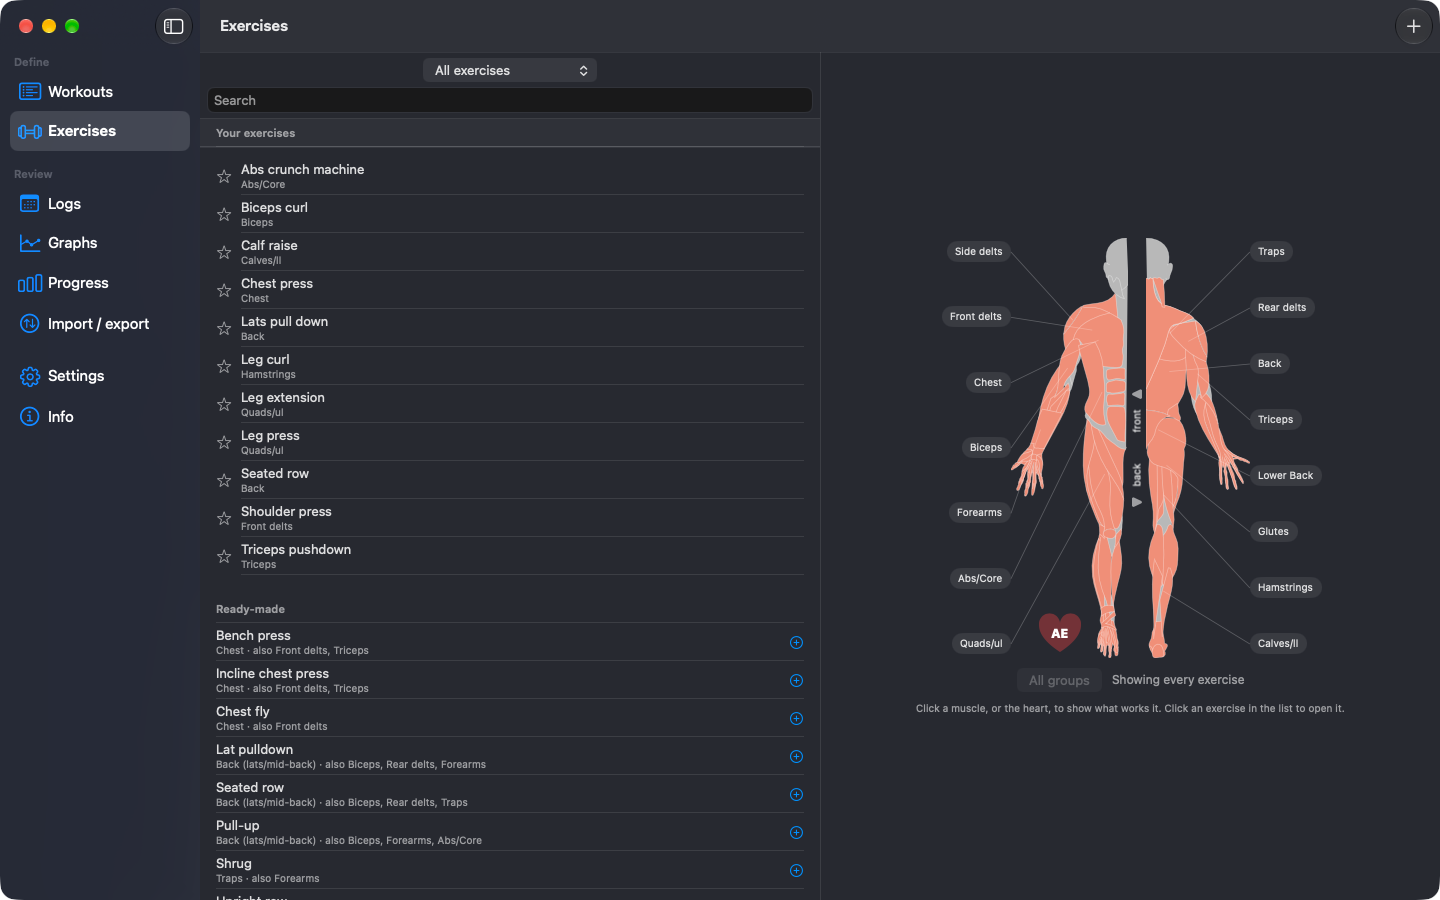 Exercises
Define
Workouts
Exercises
Review
Logs
Graphs
Progress
Import / export
Settings
Info
All exercises
Search
Your exercises
Abs crunch machine
Abs/Core
Biceps curl
Biceps
Calf raise
Calves/ll
Chest press
Chest
Lats pull down
Back
Leg curl
Hamstrings
Leg extension
Quads/ul
Leg press
Quads/ul
Seated row
Back
Shoulder press
Front delts
Triceps pushdown
Triceps
Ready-made
Bench press
Chest · also Front delts, Triceps
Incline chest press
Chest · also Front delts, Triceps
Chest fly
Chest · also Front delts
Lat pulldown
Back (lats/mid-back) · also Biceps, Rear delts, Forearms
Seated row
Back (lats/mid-back) · also Biceps, Rear delts, Traps
Pull-up
Back (lats/mid-back) · also Biceps, Forearms, Abs/Core
Shrug
Traps · also Forearms
Upright row
Side delts
Front delts
Chest
Biceps
Forearms
Abs/Core
Quads/ul
Traps
Rear delts
Back
Triceps
Lower Back
Glutes
Hamstrings
Calves/ll
front
back
AE
All groups
Showing every exercise
Click a muscle, or the heart, to show what works it. Click an exercise in the list to open it.